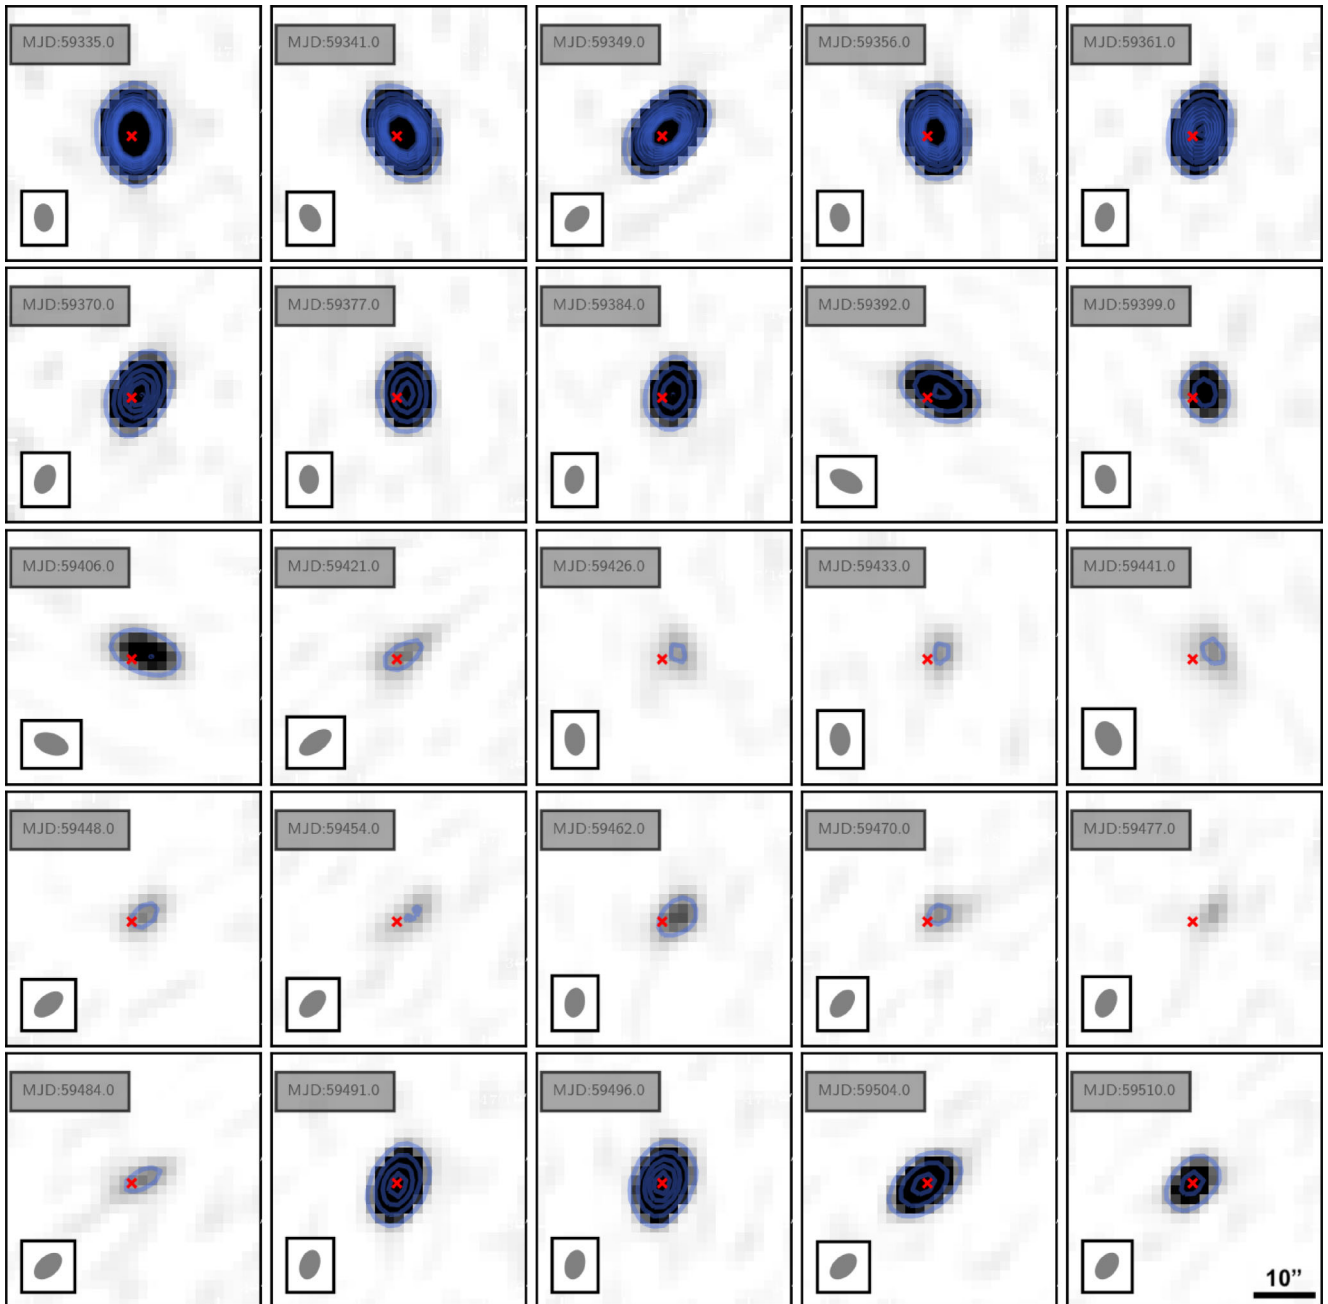 MJD:59335.0 MJD:59341.0 MJD:59349.0 MJD:59356.0 MJD:59361.0
MJD:59370.0 MJD:59377.0 MJD:59384.0 MJD:59392.0 MJD:59399.0
MJD:59406.0 MJD:59421.0 MJD:59426.0 MJD:59433.0 MJD:59441.0
MJD:59448.0 MJD:59454.0 MJD:59462.0 MJD:59470.0 MJD:59477.0
MJD:59484.0 MJD:59491.0 MJD:59496.0 MJD:59504.0 MJD:59510.0
10”